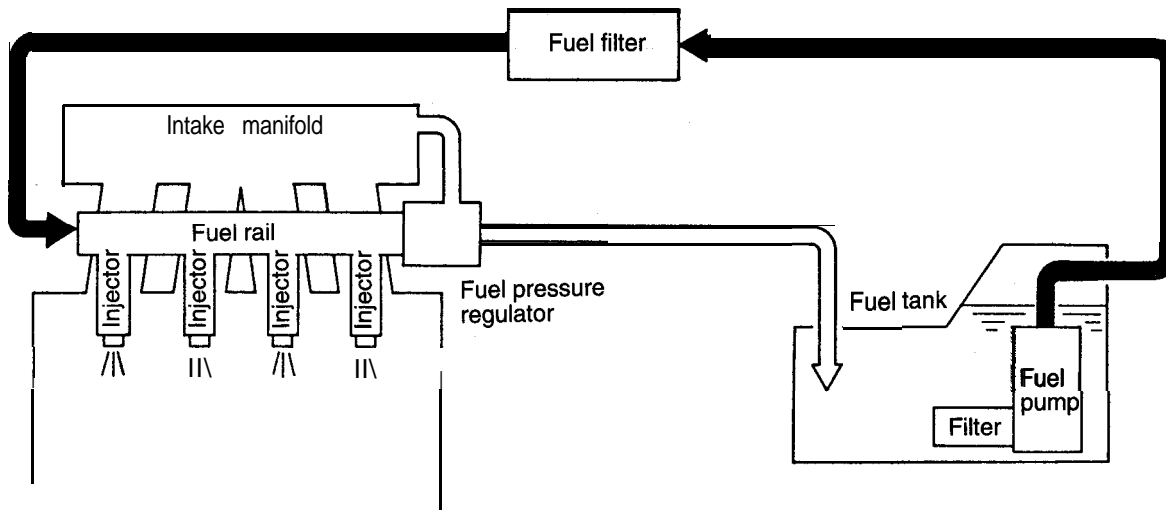 Fuel filter
Intake manifold
Fuel rail
Injector
Injector
Injector
Injector
Fuel pressure
regulator
Fuel tank
Fuel
pump
Filter